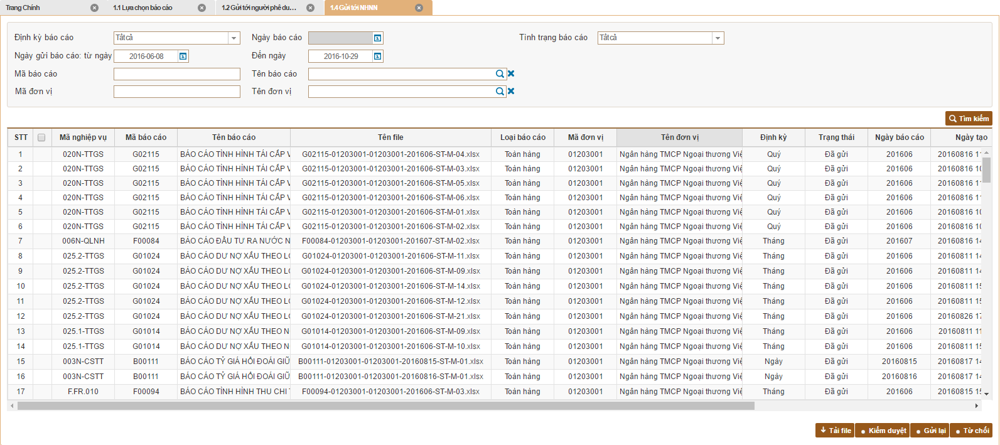 Trang Chính 1.1 Lựa chọn báo cáo 1.2 Gửi tới người phê du... 1.4 Gửi tới NHNN
Định kỳ báo cáo Tất cả Ngày báo cáo Tình trạng báo cáo Tất cả
Ngày gửi báo cáo: từ ngày 2016-06-08 Đến ngày 2016-10-29
Mã báo cáo Tên báo cáo
Mã đơn vị Tên đơn vị
Tìm kiếm
STT Mã nghiệp vụ Mã báo cáo Tên báo cáo Tên file Loại báo cáo Mã đơn vị Tên đơn vị Định kỳ Trạng thái Ngày báo cáo Ngày tạo
1 020N-TTGS G02115 BÁO CÁO TÌNH HÌNH TÁI CẤP V G02115-01203001-01203001-201606-ST-M-04.xlsx Toàn hàng 01203001 Ngân hàng TMCP Ngoại thương Việ Quý Đã gửi 201606 20160816 11
2 020N-TTGS G02115 BÁO CÁO TÌNH HÌNH TÁI CẤP V G02115-01203001-01203001-201606-ST-M-03.xlsx Toàn hàng 01203001 Ngân hàng TMCP Ngoại thương Việ Quý Đã gửi 201606 20160816 10
3 020N-TTGS G02115 BÁO CÁO TÌNH HÌNH TÁI CẤP V G02115-01203001-01203001-201606-ST-M-05.xlsx Toàn hàng 01203001 Ngân hàng TMCP Ngoại thương Việ Quý Đã gửi 201606 20160816 11
4 020N-TTGS G02115 BÁO CÁO TÌNH HÌNH TÁI CẤP V G02115-01203001-01203001-201606-ST-M-06.xlsx Toàn hàng 01203001 Ngân hàng TMCP Ngoại thương Việ Quý Đã gửi 201606 20160816 11
5 020N-TTGS G02115 BÁO CÁO TÌNH HÌNH TÁI CẤP V G02115-01203001-01203001-201606-ST-M-01.xlsx Toàn hàng 01203001 Ngân hàng TMCP Ngoại thương Việ Quý Đã gửi 201606 20160816 10
6 020N-TTGS G02115 BÁO CÁO TÌNH HÌNH TÁI CẤP V G02115-01203001-01203001-201606-ST-M-02.xlsx Toàn hàng 01203001 Ngân hàng TMCP Ngoại thương Việ Quý Đã gửi 201606 20160816 10
7 006N-QLNH F00084 BÁO CÁO ĐẦU TƯ RA NƯỚC N F00084-01203001-01203001-201607-ST-M-02.xlsx Toàn hàng 01203001 Ngân hàng TMCP Ngoại thương Việ Tháng Đã gửi 201607 20160816 14
8 025.2-TTGS G01024 BÁO CÁO DƯ NỢ XẤU THEO LO G01024-01203001-01203001-201606-ST-M-11.xlsx Toàn hàng 01203001 Ngân hàng TMCP Ngoại thương Việ Tháng Đã gửi 201606 20160811 14
9 025.2-TTGS G01024 BÁO CÁO DƯ NỢ XẤU THEO LO G01024-01203001-01203001-201606-ST-M-09.xlsx Toàn hàng 01203001 Ngân hàng TMCP Ngoại thương Việ Tháng Đã gửi 201606 20160811 14
10 025.2-TTGS G01024 BÁO CÁO DƯ NỢ XẤU THEO LO G01024-01203001-01203001-201606-ST-M-14.xlsx Toàn hàng 01203001 Ngân hàng TMCP Ngoại thương Việ Tháng Đã gửi 201606 20160811 15
11 025.2-TTGS G01024 BÁO CÁO DƯ NỢ XẤU THEO LO G01024-01203001-01203001-201606-ST-M-12.xlsx Toàn hàng 01203001 Ngân hàng TMCP Ngoại thương Việ Tháng Đã gửi 201606 20160811 15
12 025.2-TTGS G01024 BÁO CÁO DƯ NỢ XẤU THEO LO G01024-01203001-01203001-201606-ST-M-21.xlsx Toàn hàng 01203001 Ngân hàng TMCP Ngoại thương Việ Tháng Đã gửi 201606 20160826 17
13 025.1-TTGS G01014 BÁO CÁO DƯ NỢ XẤU THEO N G01014-01203001-01203001-201606-ST-M-09.xlsx Toàn hàng 01203001 Ngân hàng TMCP Ngoại thương Việ Tháng Đã gửi 201606 20160811 11
14 025.1-TTGS G01014 BÁO CÁO DƯ NỢ XẤU THEO N G01014-01203001-01203001-201606-ST-M-10.xlsx Toàn hàng 01203001 Ngân hàng TMCP Ngoại thương Việ Tháng Đã gửi 201606 20160811 15
15 003N-CSTT B00111 BÁO CÁO TỶ GIÁ HỐI ĐOÁI GIỮ B00111-01203001-01203001-20160815-ST-M-01.xlsx Toàn hàng 01203001 Ngân hàng TMCP Ngoại thương Việ Ngày Đã gửi 20160815 20160817 14
16 003N-CSTT B00111 BÁO CÁO TỶ GIÁ HỐI ĐOÁI GIỮ B00111-01203001-01203001-20160816-ST-M-01.xlsx Toàn hàng 01203001 Ngân hàng TMCP Ngoại thương Việ Ngày Đã gửi 20160816 20160817 14
17 F.FR.010 F00094 BÁO CÁO TÌNH HÌNH THU CHI T F00094-01203001-01203001-201606-ST-M-03.xlsx Toàn hàng 01203001 Ngân hàng TMCP Ngoại thương Việ Tháng Đã gửi 201606 20160815 15
Tải file Kiểm duyệt Gửi lại Từ chối